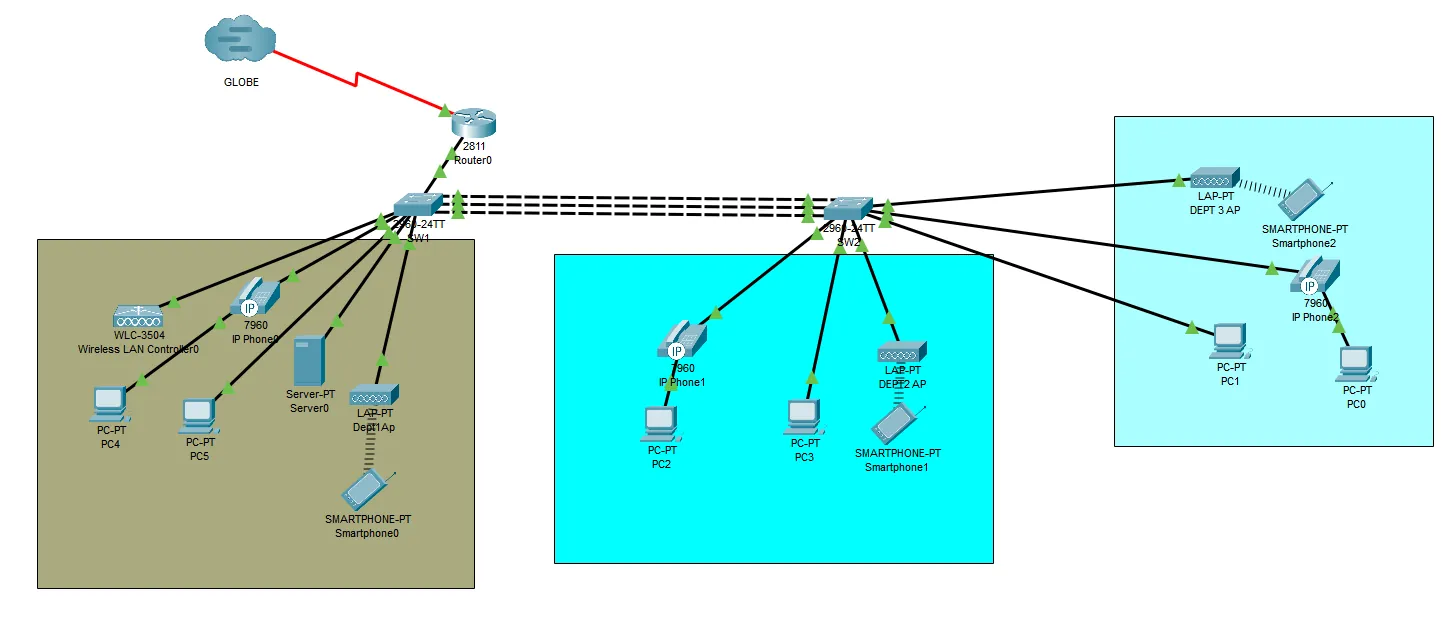 GLOBE
2811
Router0
2960-24TT
SW1
2960-24TT
SW2
LAP-PT
DEPT 3 AP
SMARTPHONE-PT
Smartphone2
IP
7960
IP Phone2
PC-PT
PC1
PC-PT
PC0
WLC-3504
Wireless LAN Controller0
IP
7960
IP Phone0
Server-PT
Server0
LAP-PT
Dept1Ap
PC-PT
PC4
PC-PT
PC5
SMARTPHONE-PT
Smartphone0
IP
7960
IP Phone1
LAP-PT
DEPT2 AP
PC-PT
PC2
PC-PT
PC3
SMARTPHONE-PT
Smartphone1